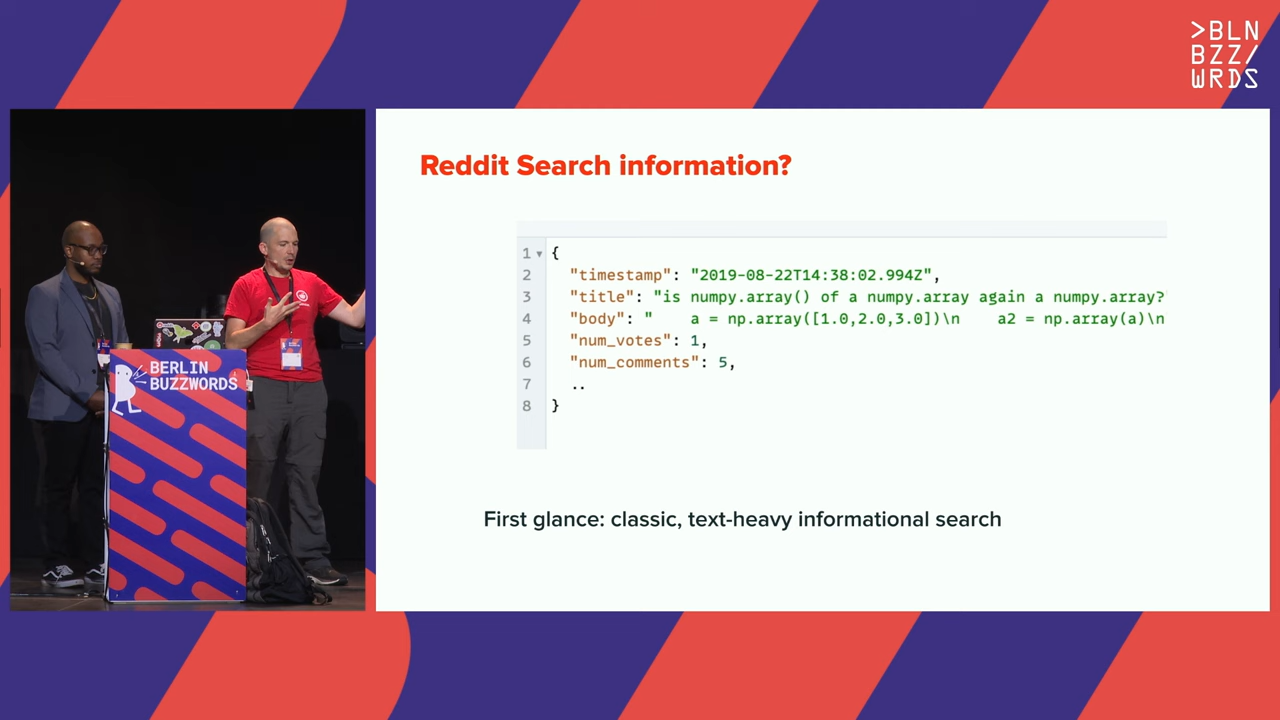 >BLN
BZZ/
WRDS
Reddit Search information?
1 {
2 "timestamp": "2019-08-22T14:38:02.994Z",
3 "title": "is numpy.array() of a numpy.array again a numpy.array?
4 "body": "    a = np.array([1.0,2.0,3.0])\n    a2 = np.array(a)\n
5 "num_votes": 1,
6 "num_comments": 5,
7 ..
8 }
First glance: classic, text-heavy informational search
BERLIN
BUZZWORDS